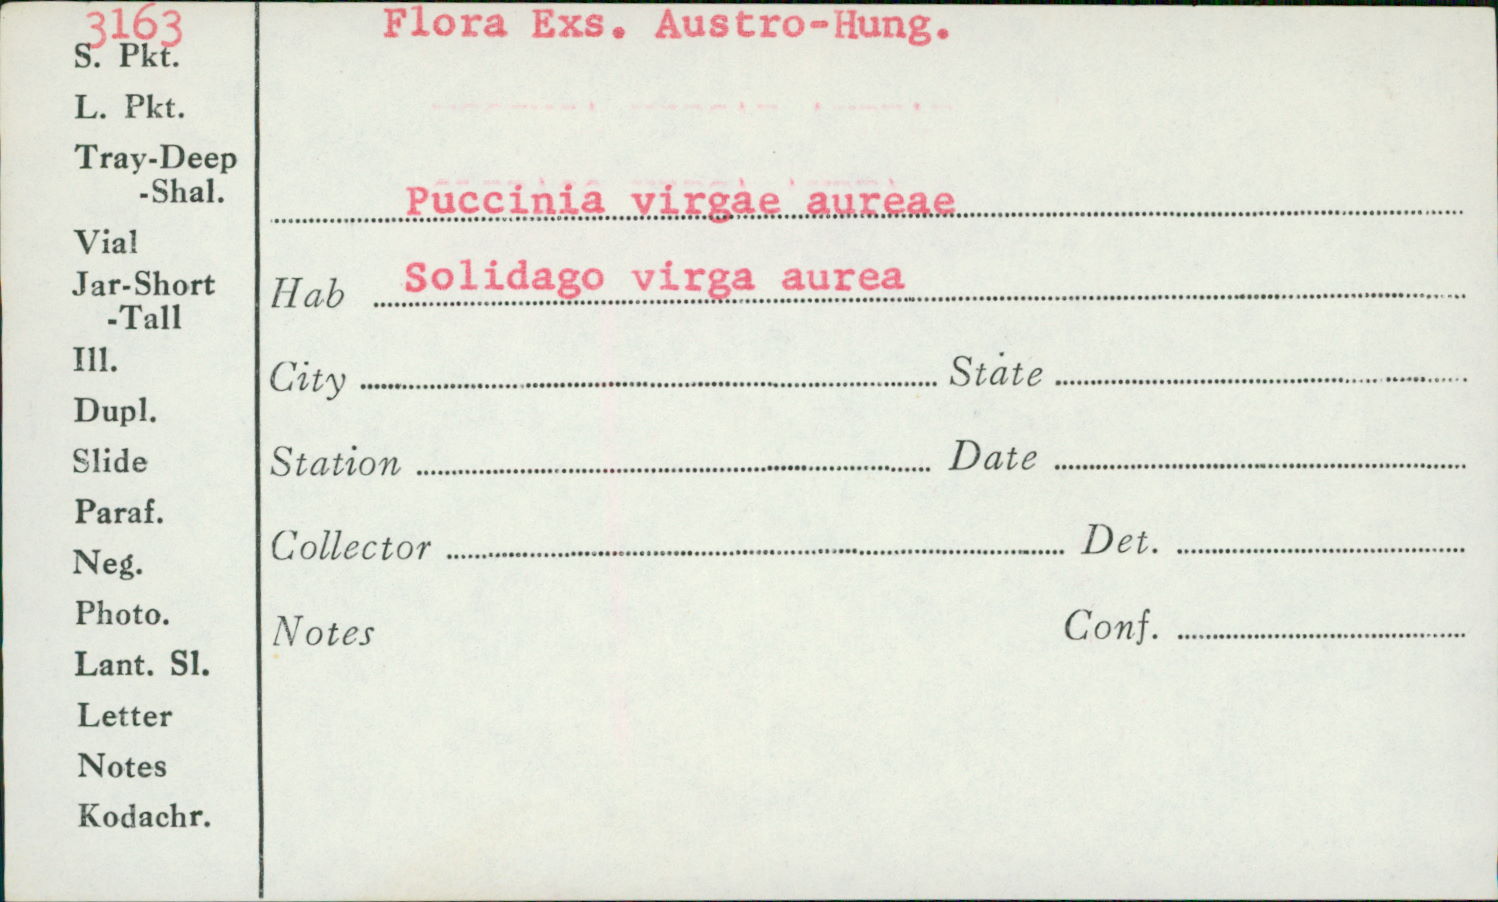 3163
Flora Exs. Austro-Hung.
S. Pkt.
L. Pkt.
Tray-Deep
-Shal.
Vial
Jar-Short
-Tall
Ill.
Dupl.
Slide
Paraf.
Neg.
Photo.
Lant. Sl.
Letter
Notes
Kodachr.
Puccinia virgae aureae
Hab Solidago virga aurea
City State
Station Date
Collector Det.
Notes Conf.